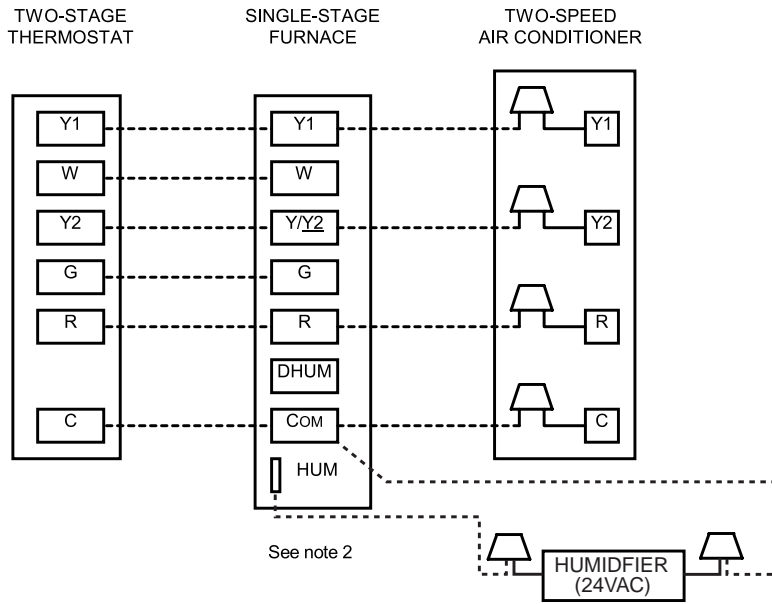 TWO-STAGE
THERMOSTAT
SINGLE-STAGE
FURNACE
TWO-SPEED
AIR CONDITIONER
Y1
Y1
Y1
W
W
Y2
Y/Y2
Y2
G
G
R
R
R
DHUM
C
COM
C
HUM
See note 2
HUMIDFIER
(24VAC)